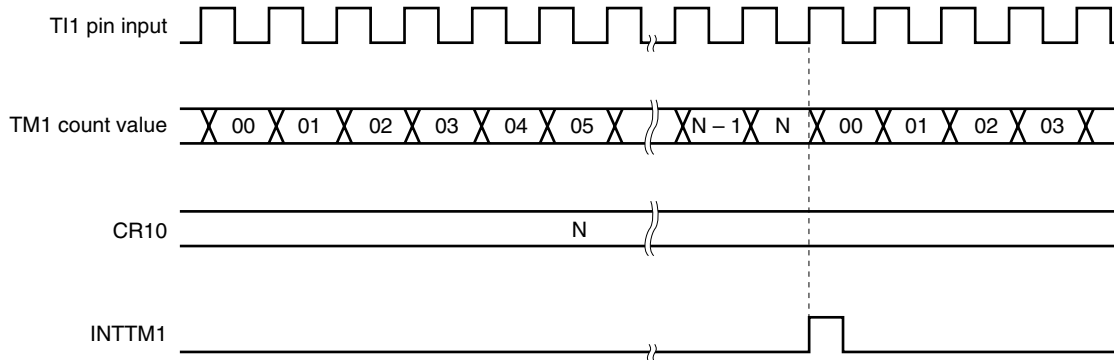 TI1 pin input
TM1 count value 00 01 02 03 04 05 N – 1 N 00 01 02 03
CR10 N
INTTM1